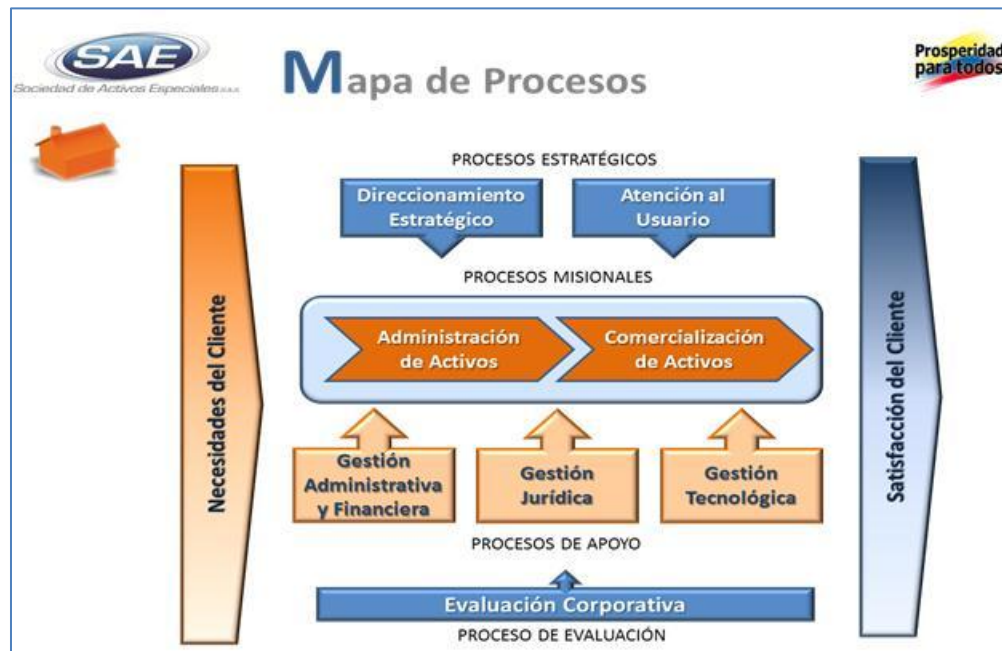 SAE
Sociedad de Activos Especiales S.A.S.
Mapa de Procesos
Prosperidad
para todos
PROCESOS ESTRATÉGICOS
Direccionamiento
Estratégico
Atención al
Usuario
PROCESOS MISIONALES
Necesidades del Cliente
Administración
de Activos
Comercialización
de Activos
Satisfacción del Cliente
Gestión
Administrativa
y Financiera
Gestión
Jurídica
Gestión
Tecnológica
PROCESOS DE APOYO
Evaluación Corporativa
PROCESO DE EVALUACIÓN